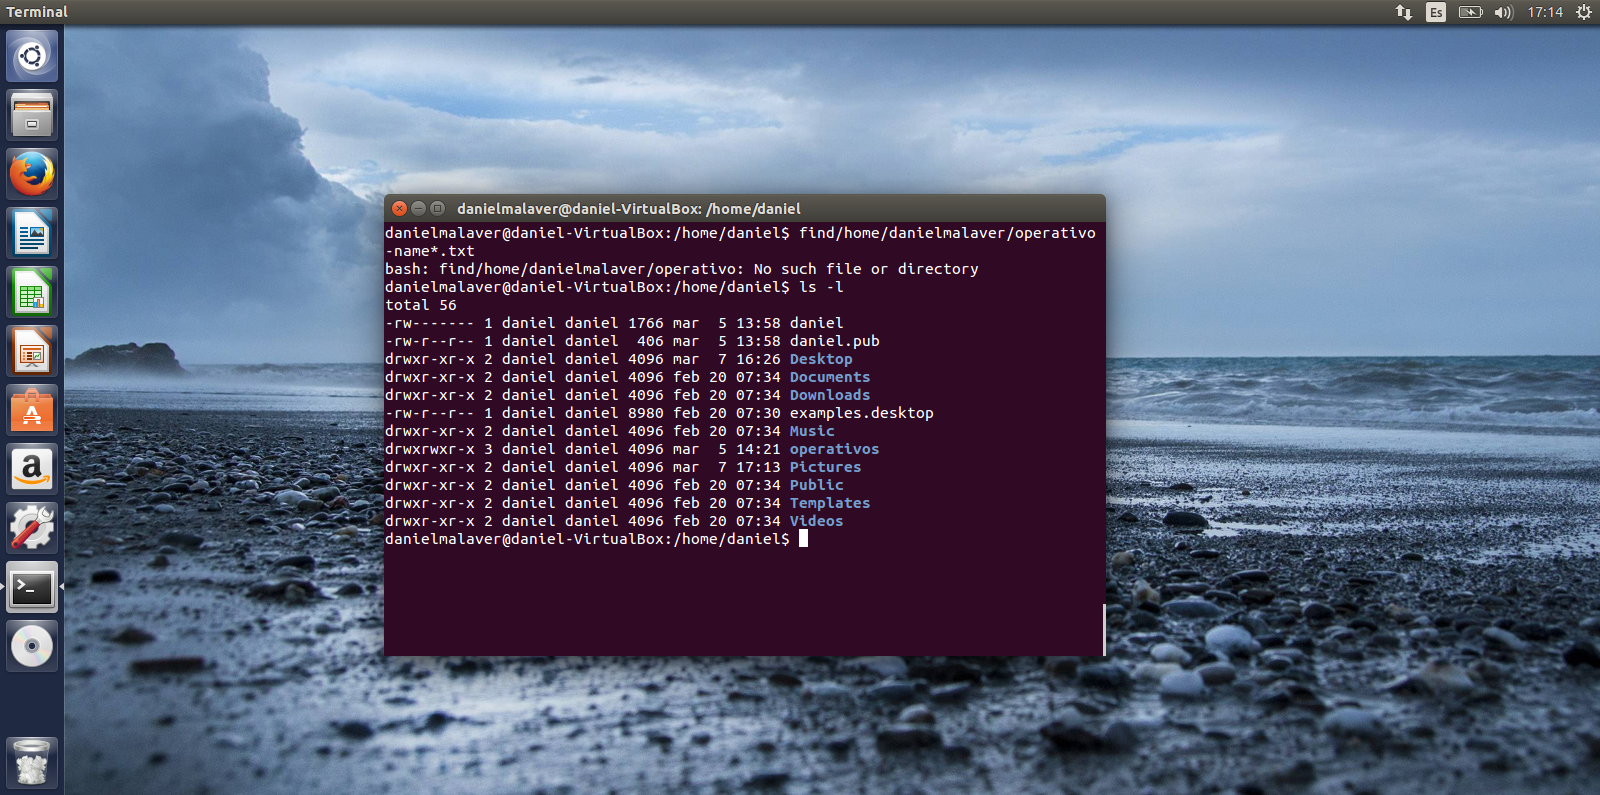 Terminal
Es
17:14
danielmalaver@daniel-VirtualBox: /home/daniel
danielmalaver@daniel-VirtualBox:/home/daniel$ find/home/danielmalaver/operativo
-name*.txt
bash: find/home/danielmalaver/operativo: No such file or directory
danielmalaver@daniel-VirtualBox:/home/daniel$ ls -l
total 56
-rw------- 1 daniel daniel 1766 mar  5 13:58 daniel
-rw-r--r-- 1 daniel daniel  406 mar  5 13:58 daniel.pub
drwxr-xr-x 2 daniel daniel 4096 mar  7 16:26 Desktop
drwxr-xr-x 2 daniel daniel 4096 feb 20 07:34 Documents
drwxr-xr-x 2 daniel daniel 4096 feb 20 07:34 Downloads
-rw-r--r-- 1 daniel daniel 8980 feb 20 07:30 examples.desktop
drwxr-xr-x 2 daniel daniel 4096 feb 20 07:34 Music
drwxrwxr-x 3 daniel daniel 4096 mar  5 14:21 operativos
drwxr-xr-x 2 daniel daniel 4096 mar  7 17:13 Pictures
drwxr-xr-x 2 daniel daniel 4096 feb 20 07:34 Public
drwxr-xr-x 2 daniel daniel 4096 feb 20 07:34 Templates
drwxr-xr-x 2 daniel daniel 4096 feb 20 07:34 Videos
danielmalaver@daniel-VirtualBox:/home/daniel$